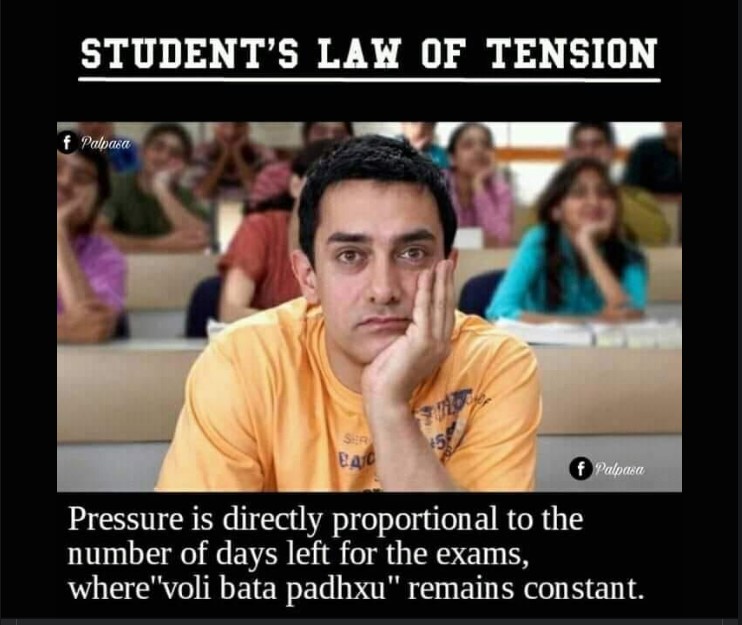 STUDENT'S LAW OF TENSION
f Palpasa
f Palpasa
Pressure is directly proportional to the
number of days left for the exams,
where"voli bata padhxu" remains constant.